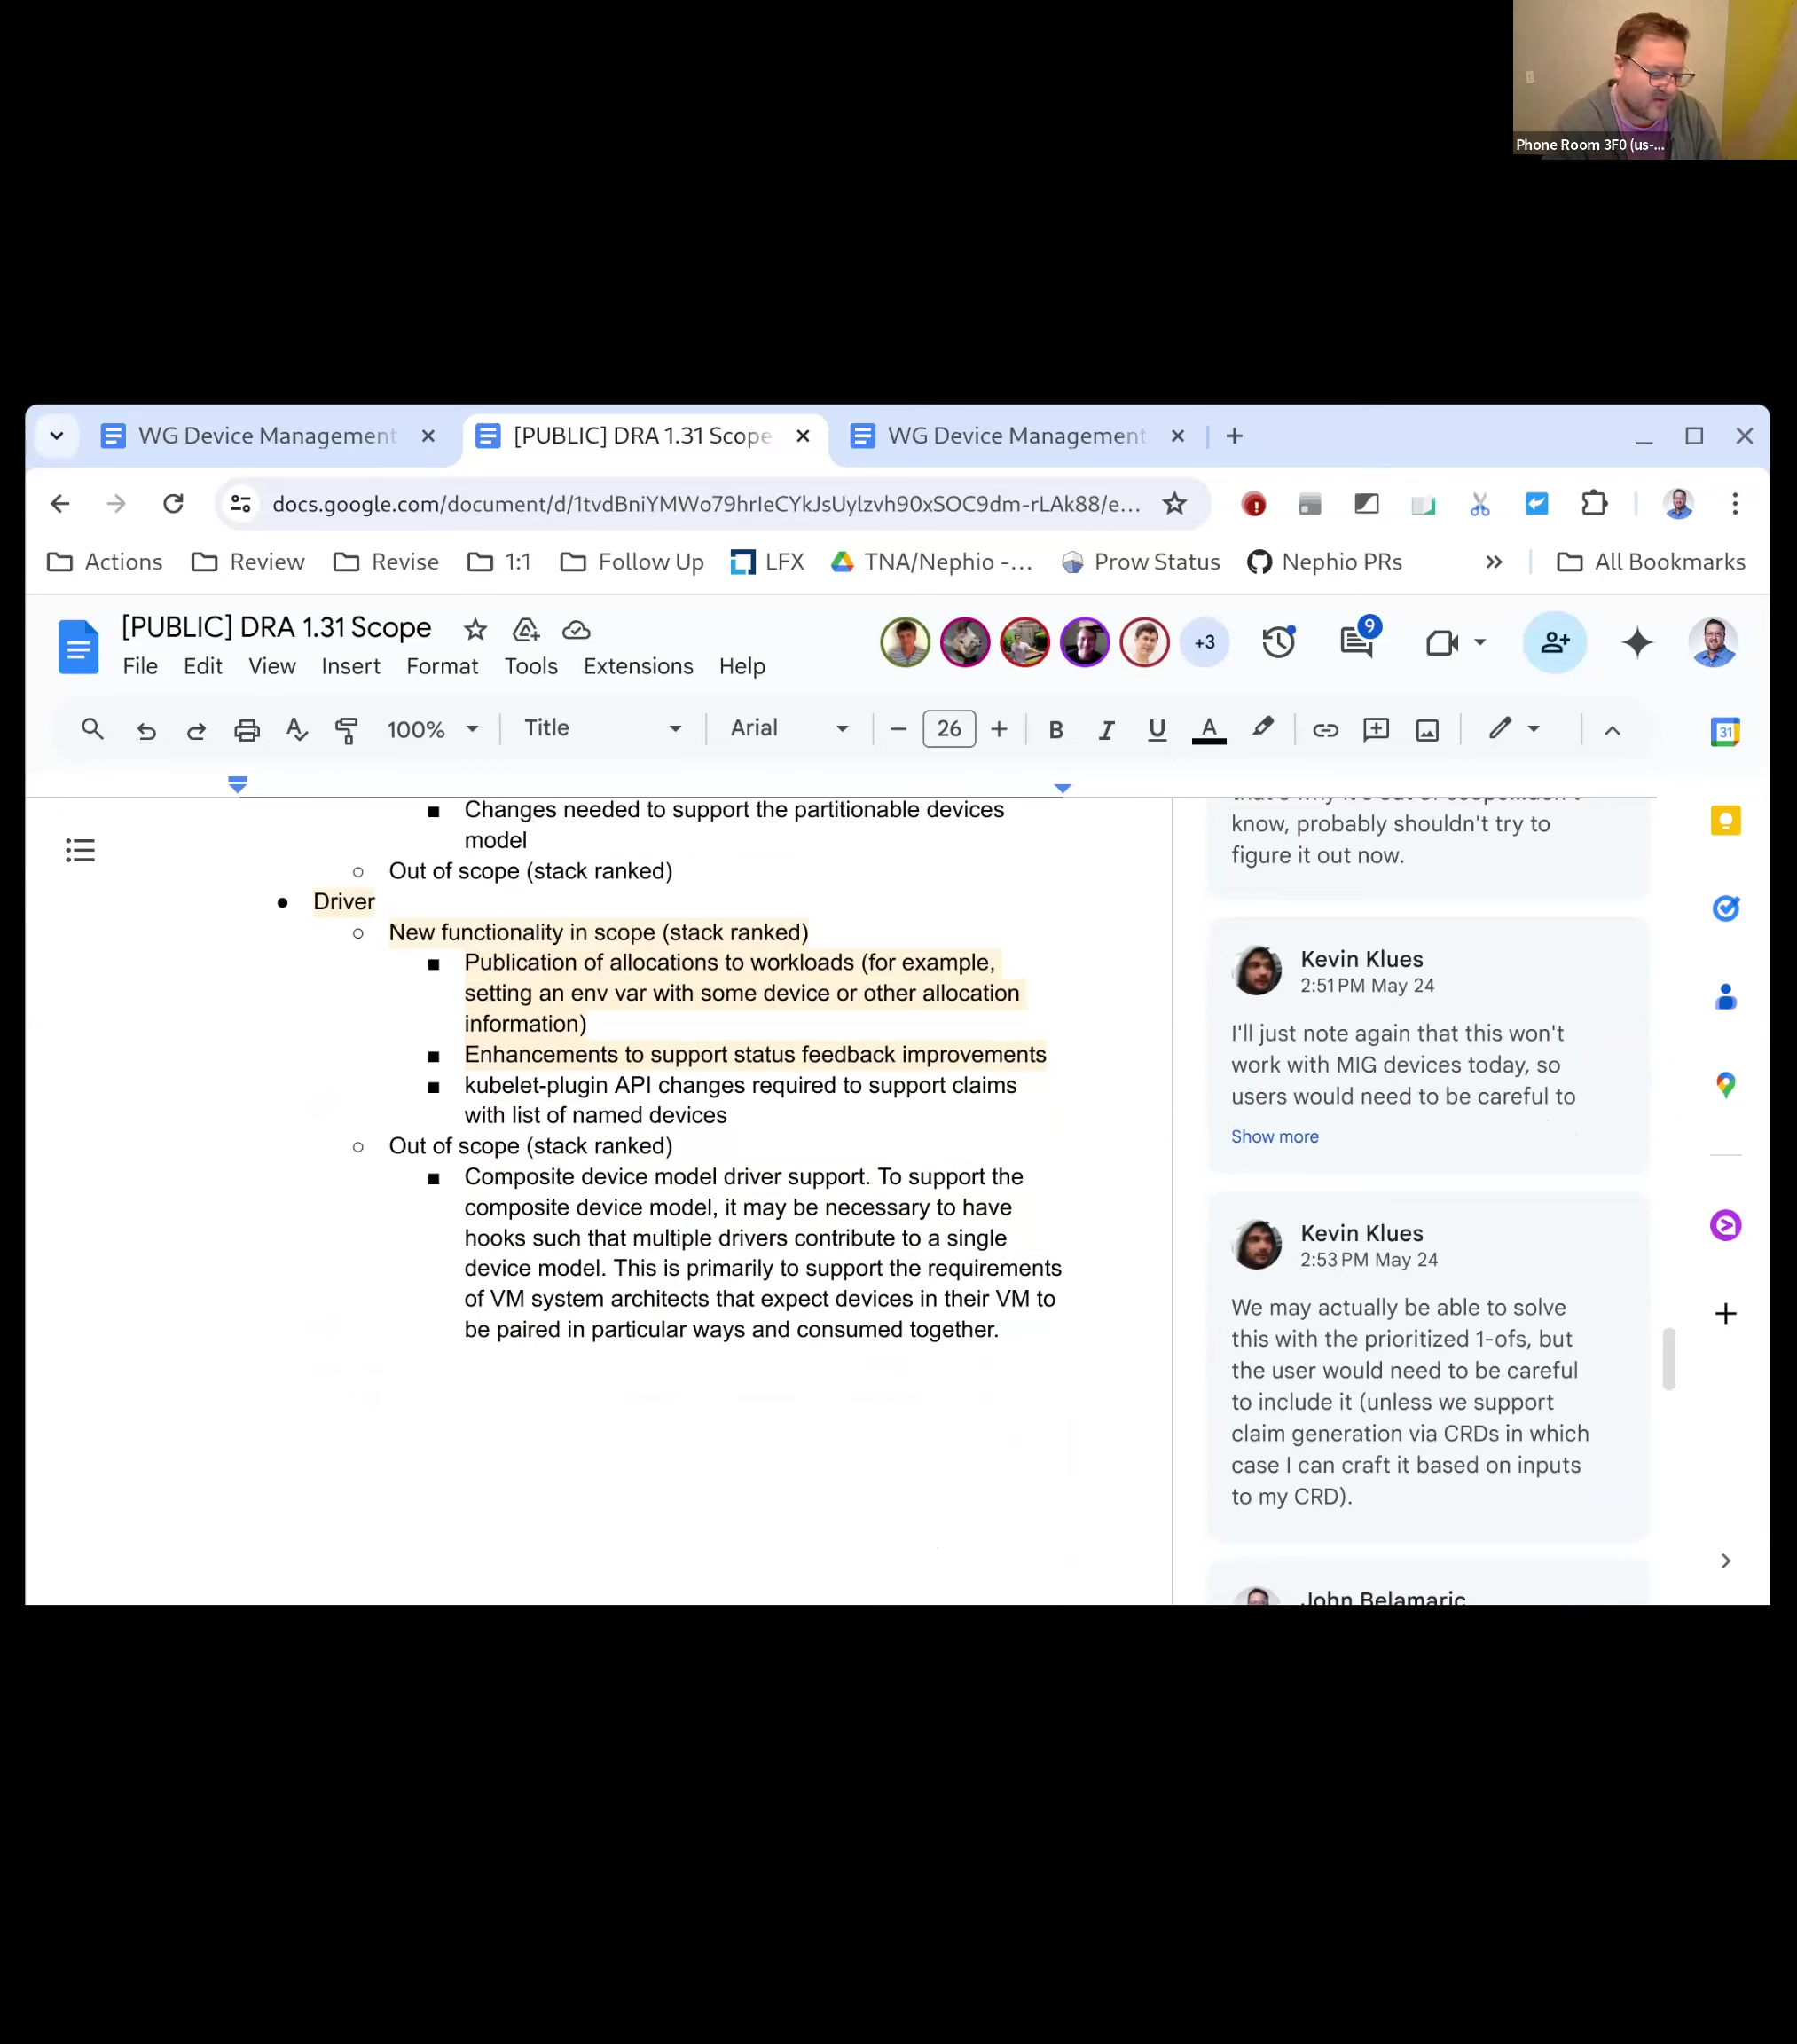 Phone Room 3F0 (us-...
WG Device Management
[PUBLIC] DRA 1.31 Scope
WG Device Management
docs.google.com/document/d/1tvdBniYMWo79hrIeCYkJsUylzvh90xSOC9dm-rLAk88/e...
Actions
Review
Revise
1:1
Follow Up
LFX
TNA/Nephio -...
Prow Status
Nephio PRs
All Bookmarks
[PUBLIC] DRA 1.31 Scope
+3
9
File Edit View Insert Format Tools Extensions Help
100%
Title
Arial
26
B I U A
31
Changes needed to support the partitionable devices
model
Out of scope (stack ranked)
Driver
New functionality in scope (stack ranked)
Publication of allocations to workloads (for example,
setting an env var with some device or other allocation
information)
Enhancements to support status feedback improvements
kubelet-plugin API changes required to support claims
with list of named devices
Out of scope (stack ranked)
Composite device model driver support. To support the
composite device model, it may be necessary to have
hooks such that multiple drivers contribute to a single
device model. This is primarily to support the requirements
of VM system architects that expect devices in their VM to
be paired in particular ways and consumed together.
know, probably shouldn't try to
figure it out now.
Kevin Klues
2:51 PM May 24
I'll just note again that this won't
work with MIG devices today, so
users would need to be careful to
Show more
Kevin Klues
2:53 PM May 24
We may actually be able to solve
this with the prioritized 1-ofs, but
the user would need to be careful
to include it (unless we support
claim generation via CRDs in which
case I can craft it based on inputs
to my CRD).
John Belamaric